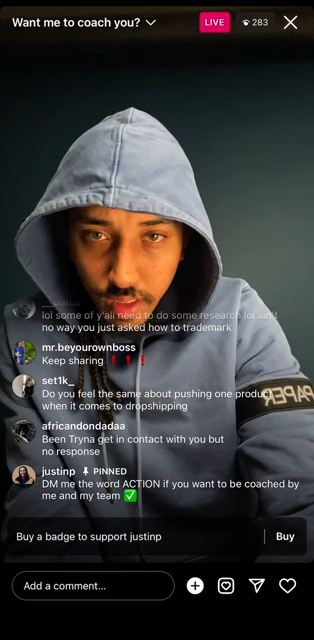 Want me to coach you?
LIVE
283
lol some of y'all need to do some research lol ain't
no way you just asked how to trademark
mr.beyourownboss
Keep sharing ❗❗❗
set1k_
Do you feel the same about pushing one product
when it comes to dropshipping
PAPER
africandondadaa
Been Tryna get in contact with you but
no response
justinp PINNED
DM me the word ACTION if you want to be coached by
me and my team ✅
Buy a badge to support justinp
Buy
Add a comment...